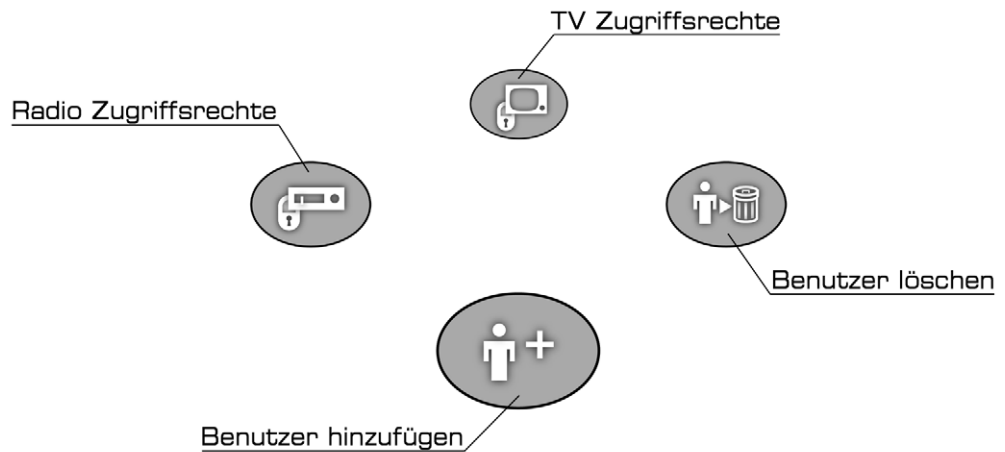 TV Zugriffsrechte
Radio Zugriffsrechte
Benutzer löschen
Benutzer hinzufügen